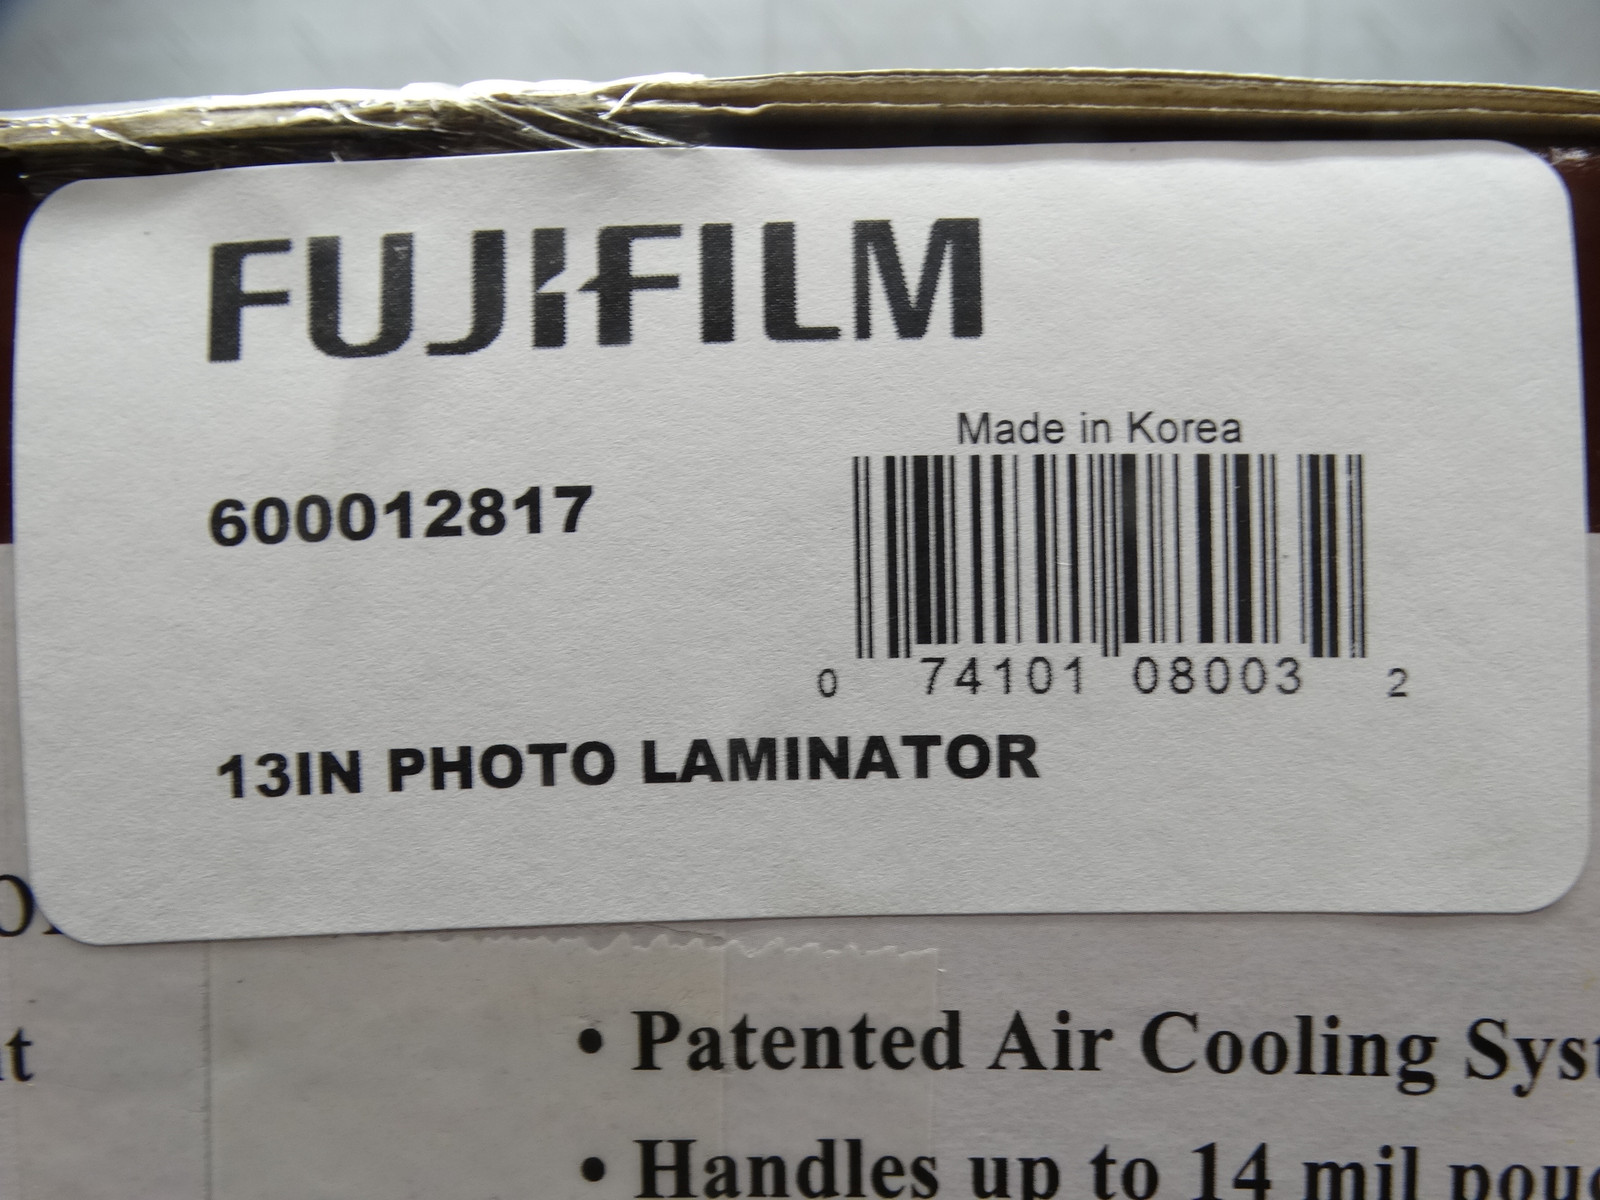 FUJIFILM
Made in Korea
600012817
0 74101 08003 2
13IN PHOTO LAMINATOR
• Patented Air Cooling
• Handles up to 14 mil